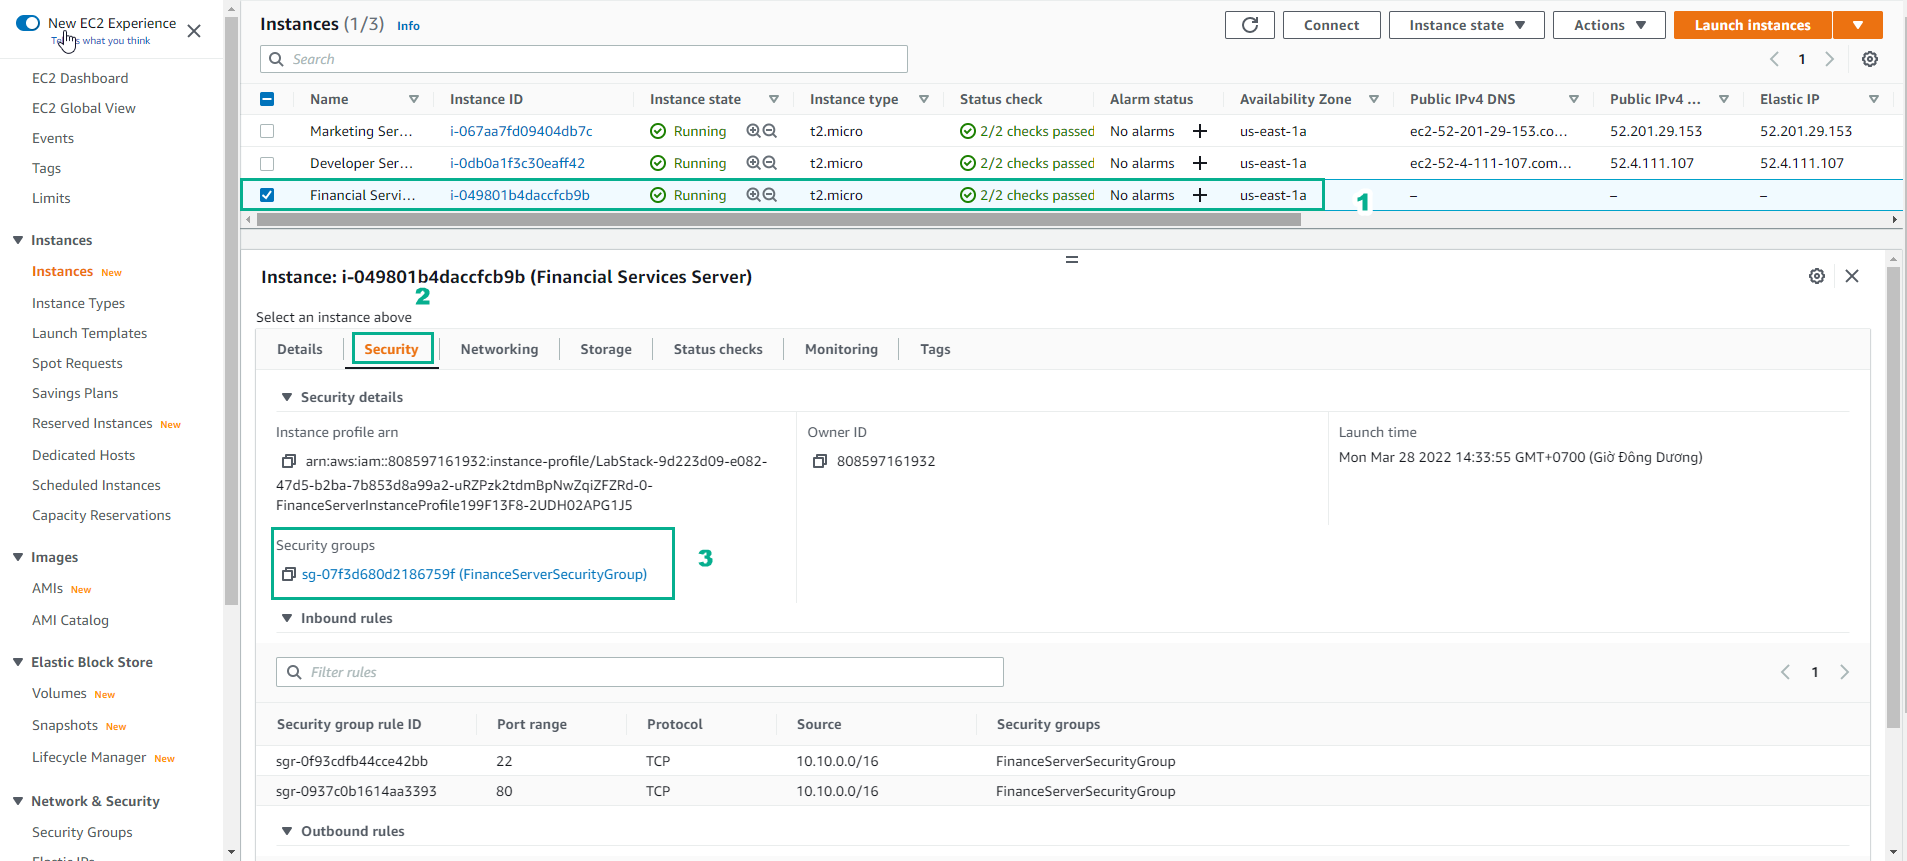 New EC2 Experience
what you think
EC2 Dashboard
EC2 Global View
Events
Tags
Limits
Instances
Instances New
Instance Types
Launch Templates
Spot Requests
Savings Plans
Reserved Instances New
Dedicated Hosts
Scheduled Instances
Capacity Reservations
Images
AMIs New
AMI Catalog
Elastic Block Store
Volumes New
Snapshots New
Lifecycle Manager New
Network & Security
Security Groups
Elastic IPs
Instances (1/3) Info
Connect Instance state Actions Launch instances
Search
1
Name Instance ID Instance state Instance type Status check Alarm status Availability Zone Public IPv4 DNS Public IPv4 ... Elastic IP
Marketing Ser... i-067aa7fd09404db7c Running t2.micro 2/2 checks passed No alarms + us-east-1a ec2-52-201-29-153.co... 52.201.29.153 52.201.29.153
Developer Ser... i-0db0a1f3c30eaff42 Running t2.micro 2/2 checks passed No alarms + us-east-1a ec2-52-4-111-107.com... 52.4.111.107 52.4.111.107
Financial Servi... i-049801b4daccfcb9b Running t2.micro 2/2 checks passed No alarms + us-east-1a – – –
1
Instance: i-049801b4daccfcb9b (Financial Services Server)
2
Select an instance above
Details Security Networking Storage Status checks Monitoring Tags
Security details
Instance profile arn
arn:aws:iam::808597161932:instance-profile/LabStack-9d223d09-e082-
47d5-b2ba-7b853d8a99a2-uRZPzk2tdmBpNwZqiZFZRd-0-
FinanceServerInstanceProfile199F13F8-2UDH02APG1J5
Owner ID
808597161932
Launch time
Mon Mar 28 2022 14:33:55 GMT+0700 (Giờ Đông Dương)
Security groups
sg-07f3d680d2186759f (FinanceServerSecurityGroup)
3
Inbound rules
Filter rules
1
Security group rule ID Port range Protocol Source Security groups
sgr-0f93cdfb44cce42bb 22 TCP 10.10.0.0/16 FinanceServerSecurityGroup
sgr-0937c0b1614aa3393 80 TCP 10.10.0.0/16 FinanceServerSecurityGroup
Outbound rules